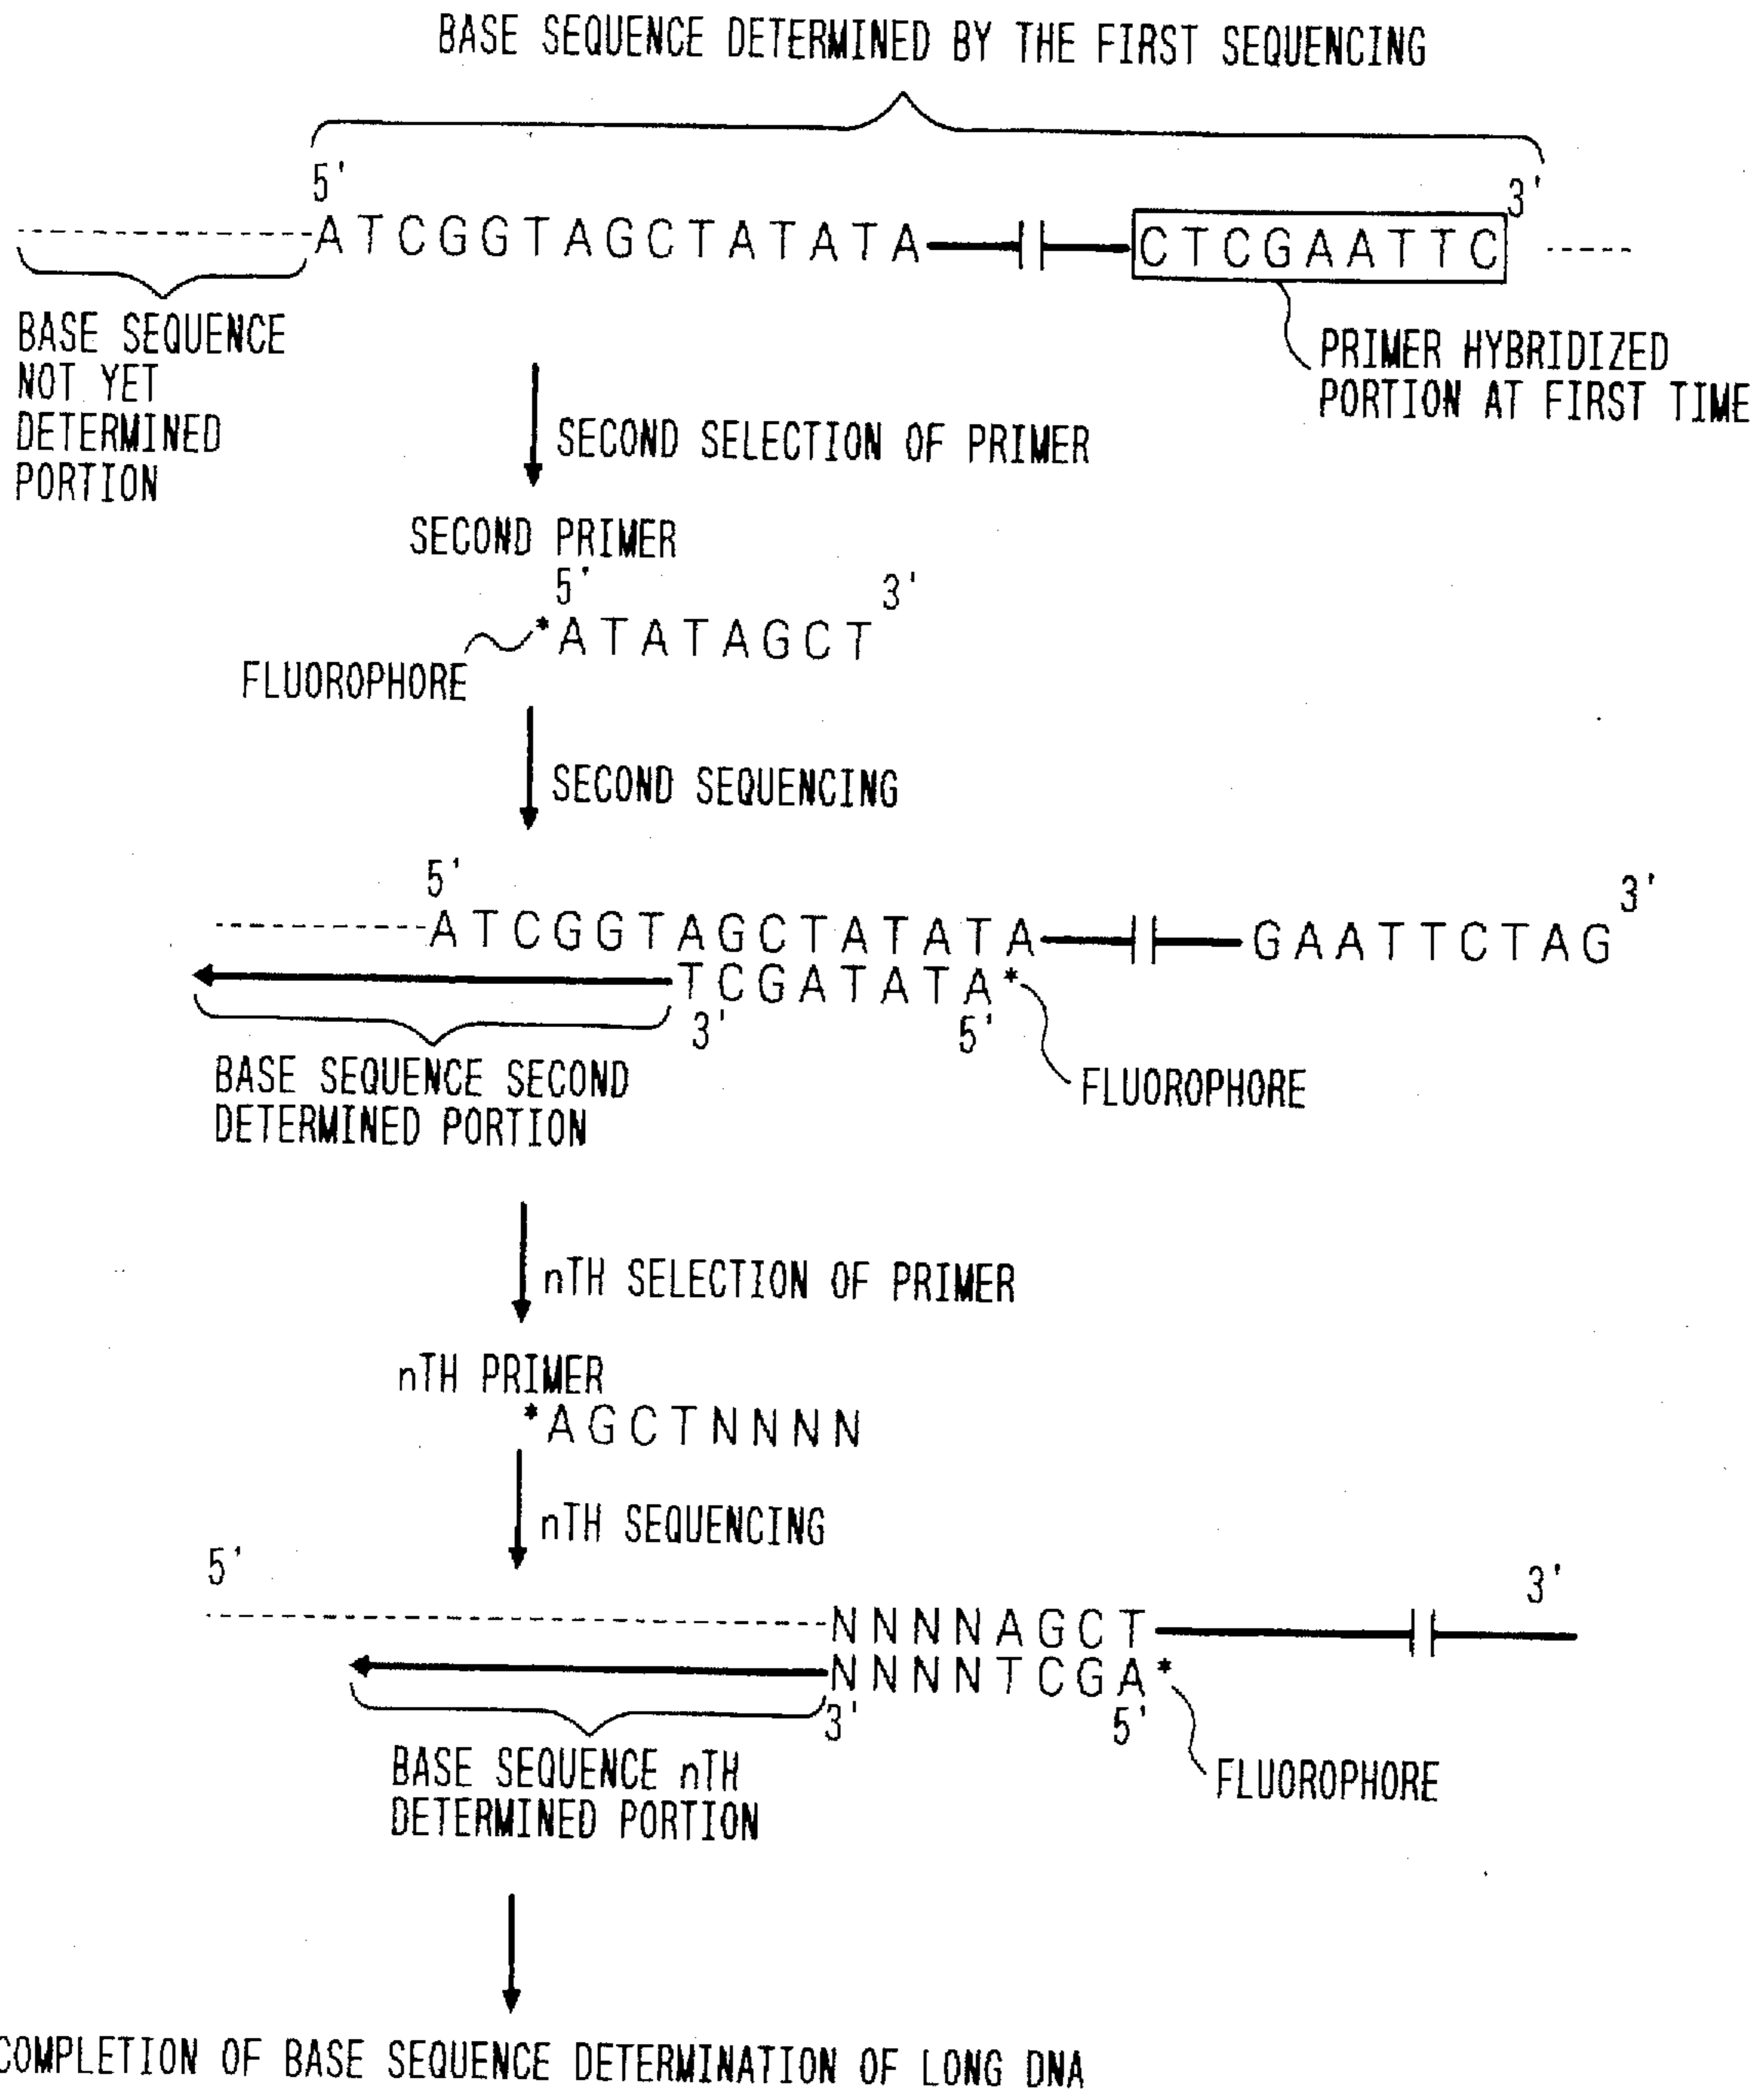 BASE SEQUENCE DETERMINED BY THE FIRST SEQUENCING
5' 3'
ATCGGTAGCTATATA CTCGAATTC
BASE SEQUENCE
NOT YET
DETERMINED
PORTION
PRIMER HYBRIDIZED
PORTION AT FIRST TIME
SECOND SELECTION OF PRIMER
SECOND PRIMER
5' 3'
*ATATAGCT
FLUOROPHORE
SECOND SEQUENCING
5' 3'
ATCGGTAGCTATATA GAATTCTAG
TCGATATA*
3' 5'
BASE SEQUENCE SECOND
DETERMINED PORTION
FLUOROPHORE
nTH SELECTION OF PRIMER
nTH PRIMER
*AGCTNNNN
nTH SEQUENCING
5' 3'
NNNNAGCT
NNNNTCGA*
3' 5'
BASE SEQUENCE nTH
DETERMINED PORTION
FLUOROPHORE
COMPLETION OF BASE SEQUENCE DETERMINATION OF LONG DNA